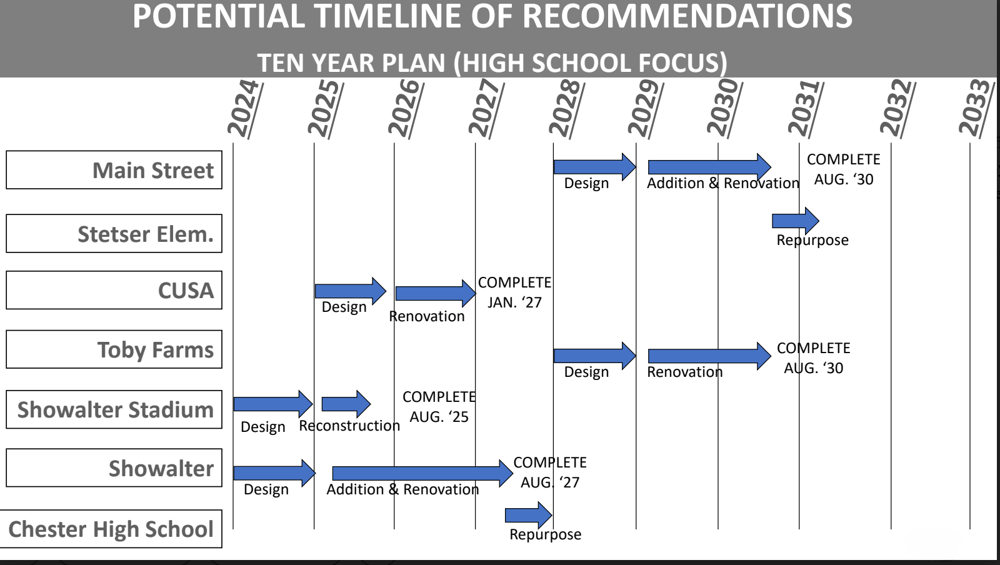 POTENTIAL TIMELINE OF RECOMMENDATIONS
TEN YEAR PLAN (HIGH SCHOOL FOCUS)
2024 2025 2026 2027 2028 2029 2030 2031 2032 2033
Main Street
Design
Addition & Renovation
COMPLETE
AUG. ‘30
Stetser Elem.
Repurpose
CUSA
Design
Renovation
COMPLETE
JAN. ‘27
Toby Farms
Design
Renovation
COMPLETE
AUG. ‘30
Showalter Stadium
Design
Reconstruction
COMPLETE
AUG. ‘25
Showalter
Design
Addition & Renovation
COMPLETE
AUG. ‘27
Chester High School
Repurpose